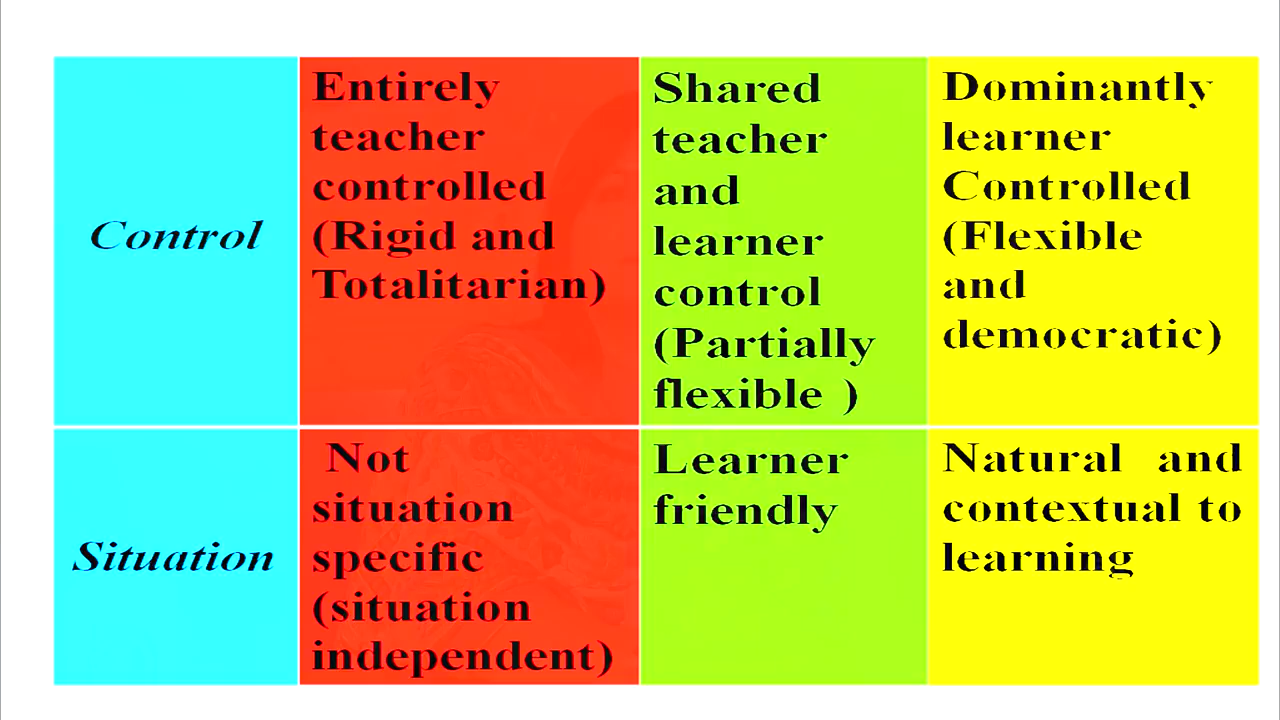 Control
Entirely
teacher
controlled
(Rigid and
Totalitarian)
Shared
teacher
and
learner
control
(Partially
flexible )
Dominantly
learner
Controlled
(Flexible
and
democratic)
Situation
Not
situation
specific
(situation
independent)
Learner
friendly
Natural and
contextual to
learning